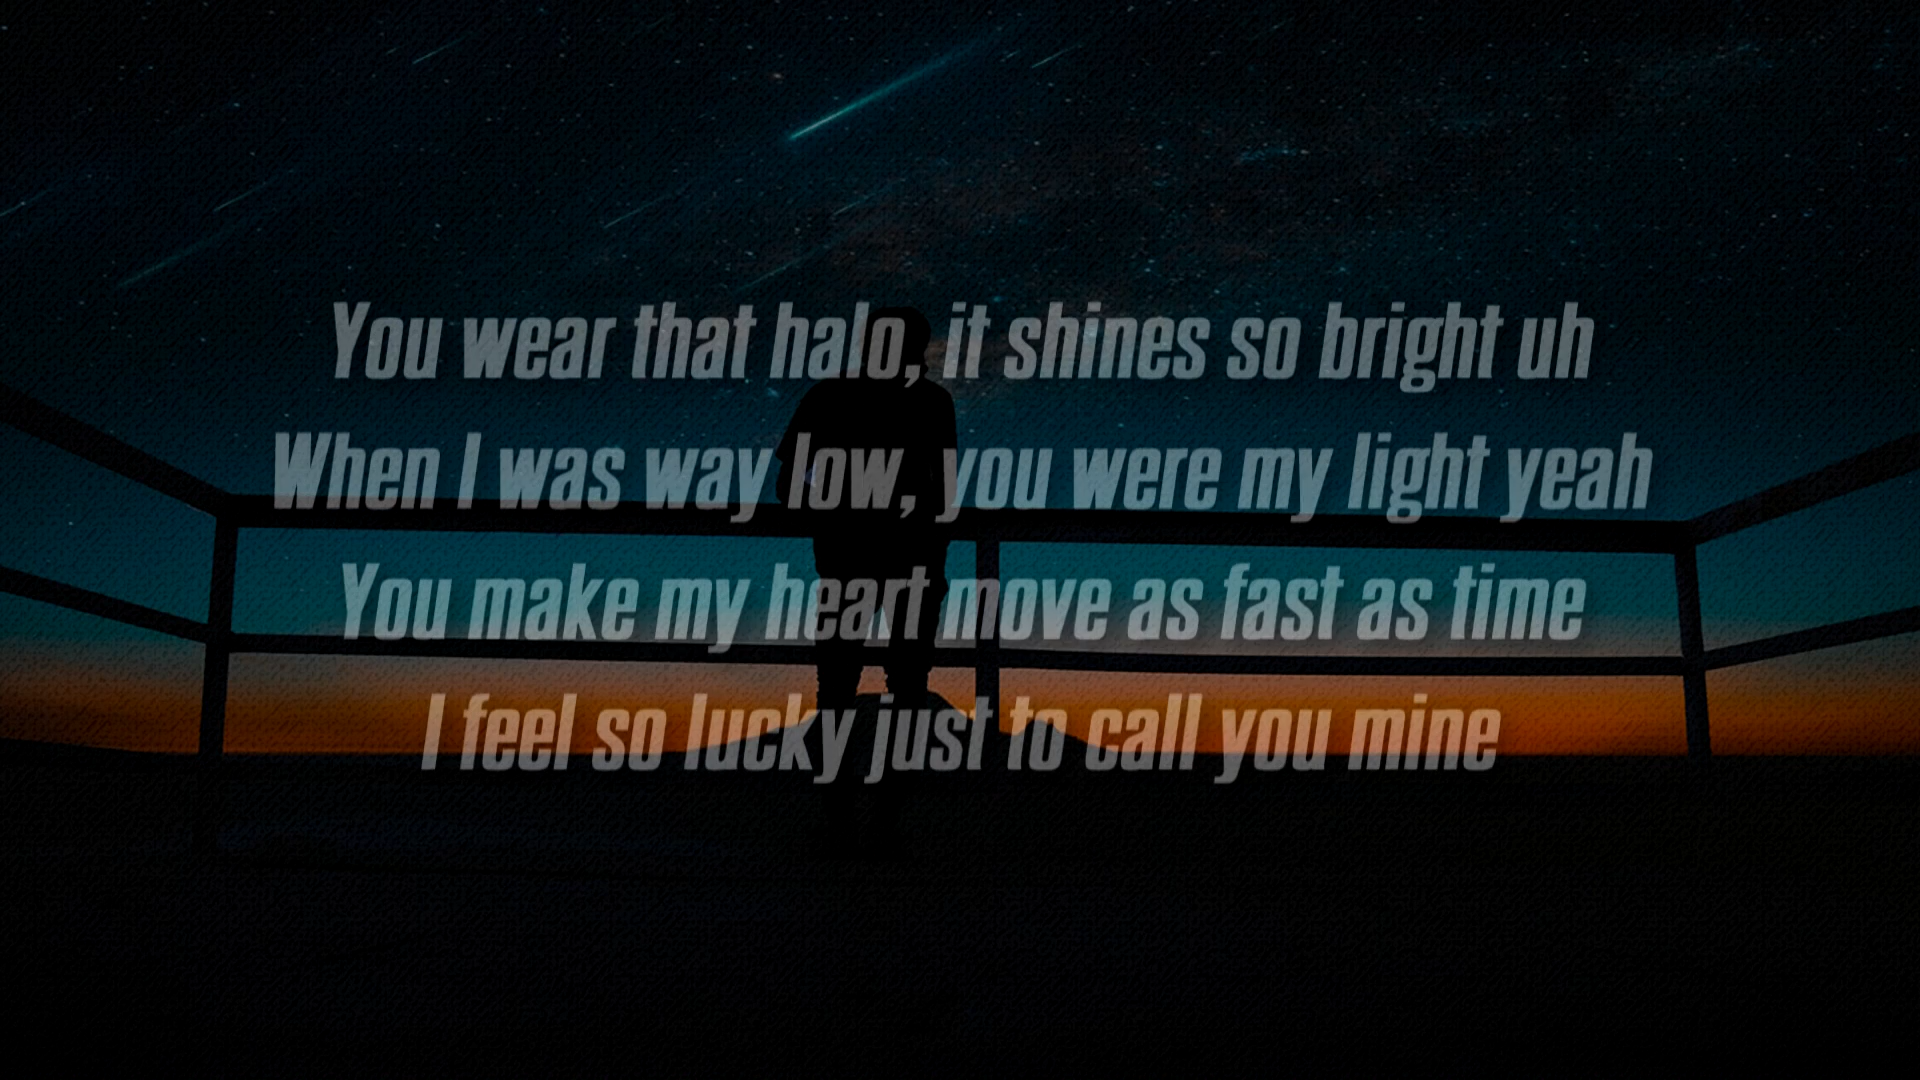 You wear that halo, it shines so bright uh
When I was way low, you were my light yeah
You make my heart move as fast as time
I feel so lucky just to call you mine